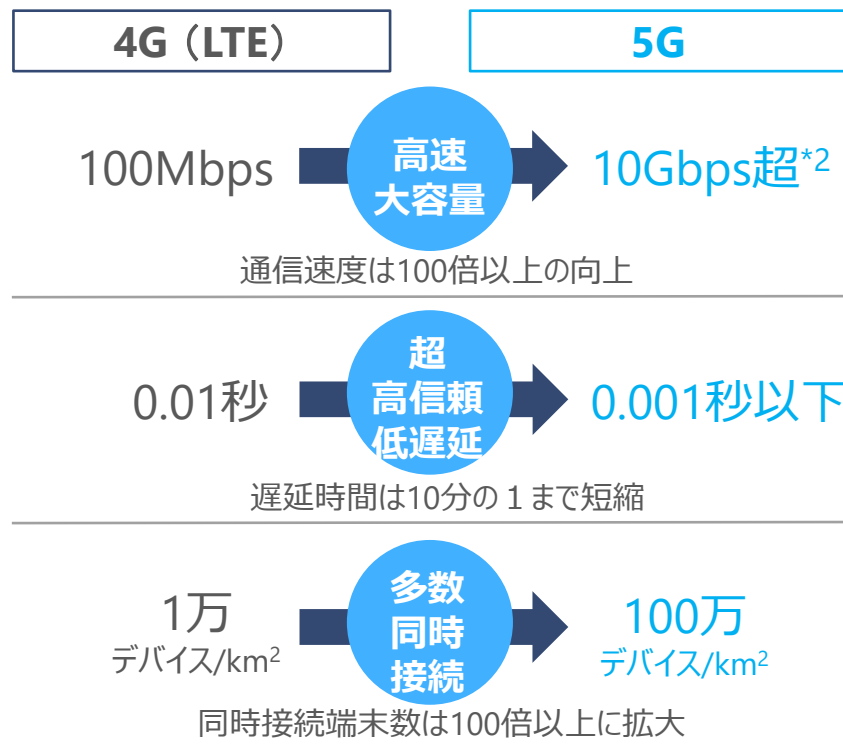 4G（LTE）
5G
100Mbps
高速
大容量
10Gbps超*2
通信速度は100倍以上の向上
0.01秒
超
高信頼
低遅延
0.001秒以下
遅延時間は10分の１まで短縮
1万
デバイス/km2
多数
同時
接続
100万
デバイス/km2
同時接続端末数は100倍以上に拡大